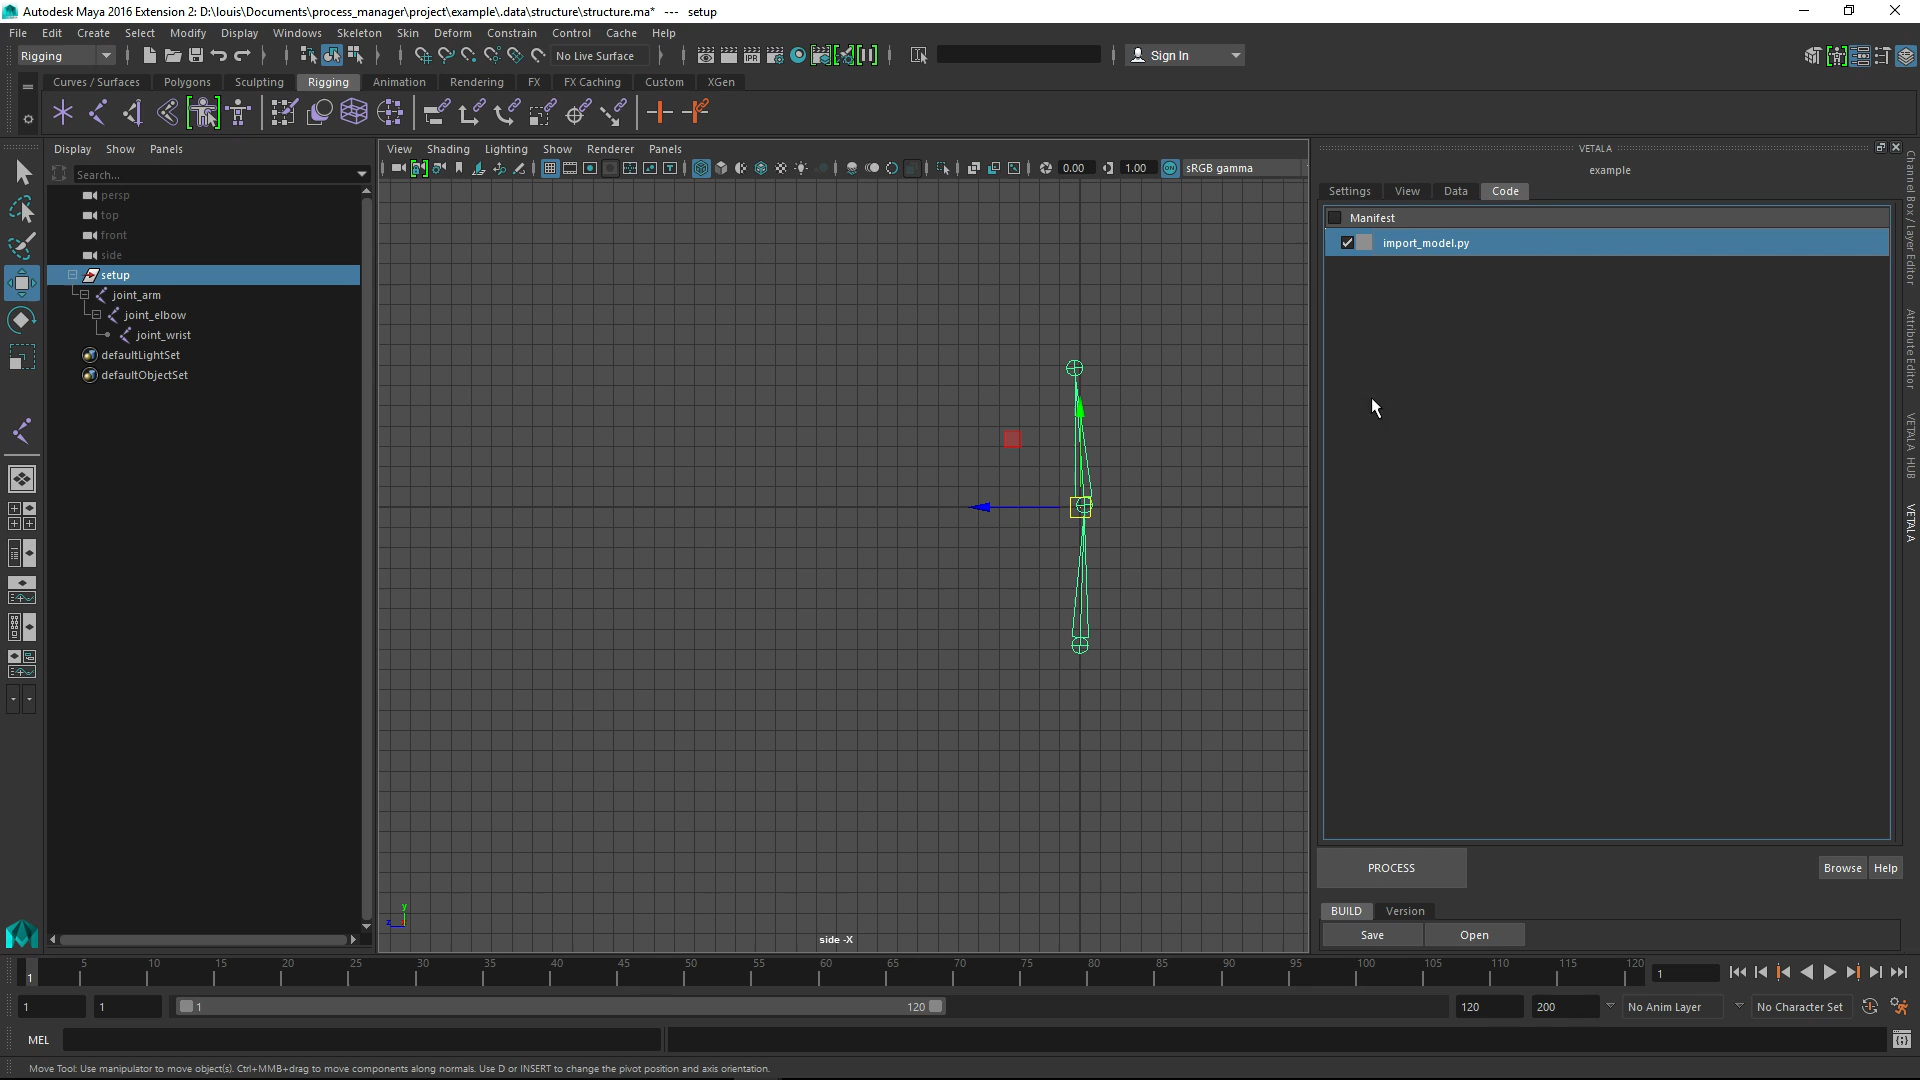 Autodesk Maya 2016 Extension 2: D:\louis\Documents\process_manager\project\example\.data\structure\structure.ma* --- setup
File Edit Create Select Modify Display Windows Skeleton Skin Deform Constrain Control Cache Help
Rigging No Live Surface Sign In
Curves / Surfaces Polygons Sculpting Rigging Animation Rendering FX FX Caching Custom XGen
Display Show Panels
Search...
persp
top
front
side
setup
joint_arm
joint_elbow
joint_wrist
defaultLightSet
defaultObjectSet
View Shading Lighting Show Renderer Panels
0.00 1.00 ON sRGB gamma
y
z
side -X
VETALA
example
Settings View Data Code
Manifest
import_model.py
PROCESS Browse Help
BUILD Version
Save Open
Channel Box / Layer Editor
Attribute Editor
VETALA HUB
VETALA
1 5 10 15 20 25 30 35 40 45 50 55 60 65 70 75 80 85 90 95 100 105 110 115 120 1
1 1 1 120 120 200 No Anim Layer No Character Set
MEL
Move Tool: Use manipulator to move object(s). Ctrl+MMB+drag to move components along normals. Use D or INSERT to change the pivot position and axis orientation.